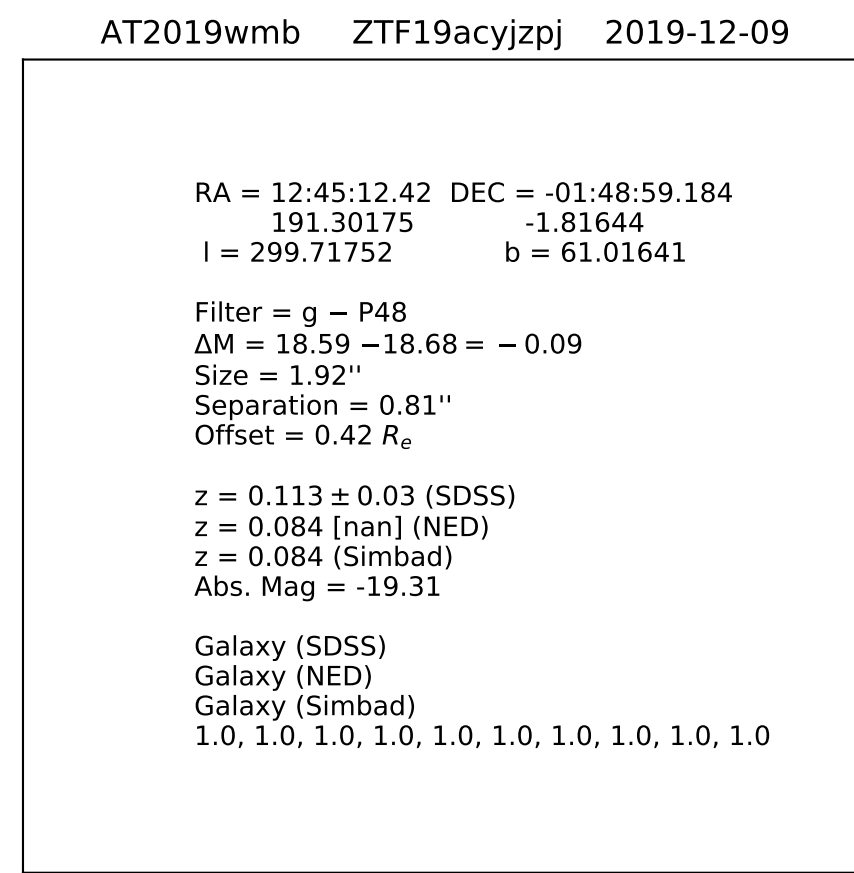 AT2019wmb ZTF19acyjzpj 2019-12-09
RA = 12:45:12.42 DEC = -01:48:59.184
191.30175 -1.81644
l = 299.71752 b = 61.01641
Filter = g − P48
ΔM = 18.59 −18.68 = − 0.09
Size = 1.92''
Separation = 0.81''
Offset = 0.42 Rₑ
z = 0.113 ± 0.03 (SDSS)
z = 0.084 [nan] (NED)
z = 0.084 (Simbad)
Abs. Mag = -19.31
Galaxy (SDSS)
Galaxy (NED)
Galaxy (Simbad)
1.0, 1.0, 1.0, 1.0, 1.0, 1.0, 1.0, 1.0, 1.0, 1.0